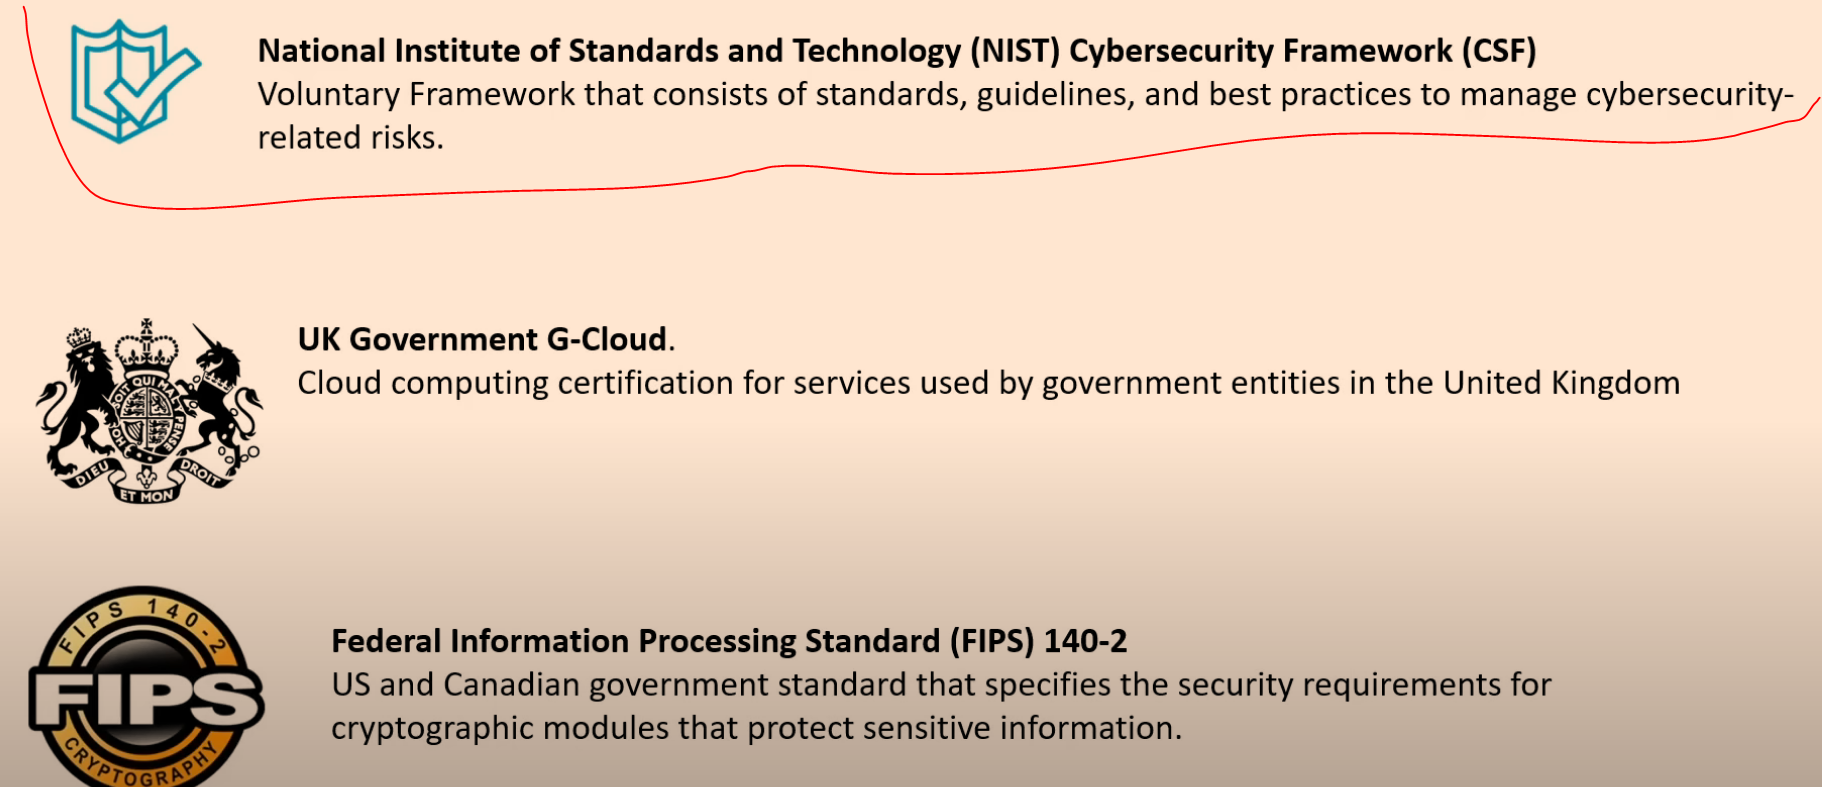 National Institute of Standards and Technology (NIST) Cybersecurity Framework (CSF)
Voluntary Framework that consists of standards, guidelines, and best practices to manage cybersecurity-
related risks.
UK Government G-Cloud.
Cloud computing certification for services used by government entities in the United Kingdom
SOIT QUI MAL
PENSE
HON
DIEU
ET MON
DROIT
FIPS 140-2
FIPS
CRYPTOGRAPHY
Federal Information Processing Standard (FIPS) 140-2
US and Canadian government standard that specifies the security requirements for
cryptographic modules that protect sensitive information.